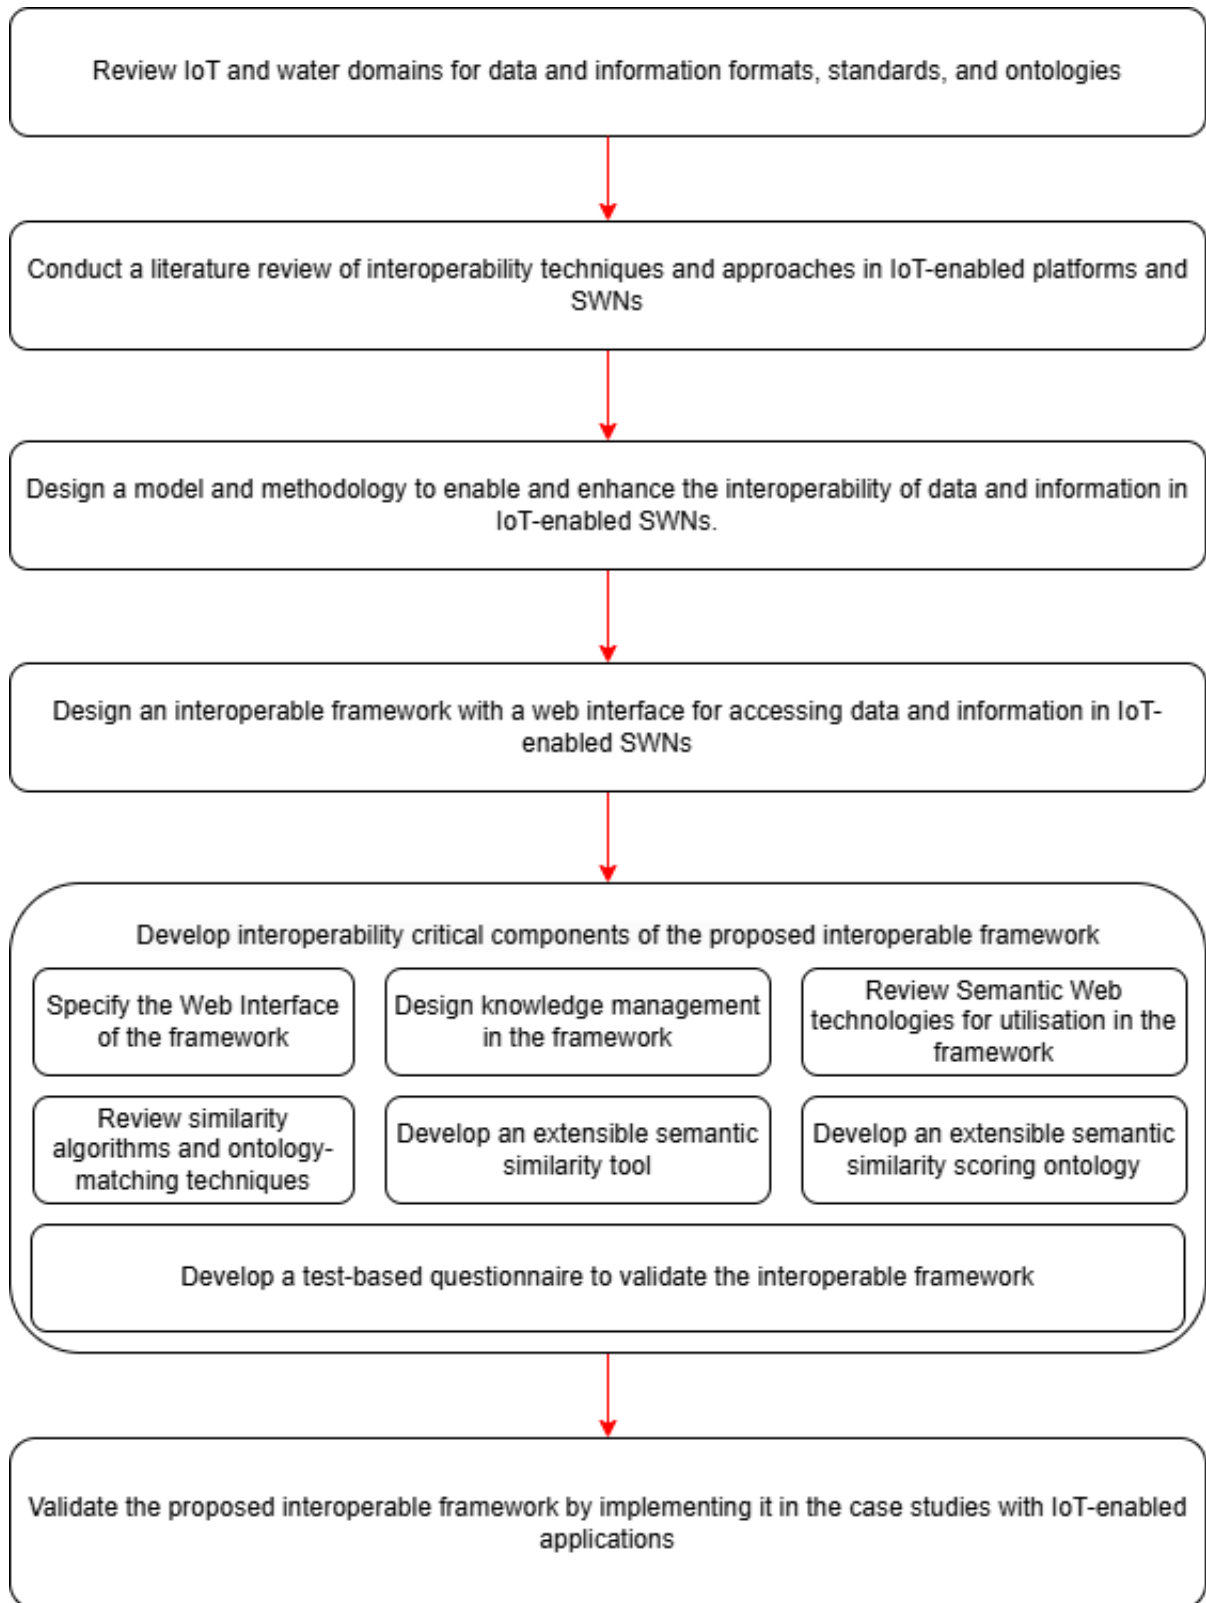 Review IoT and water domains for data and information formats, standards, and ontologies
Conduct a literature review of interoperability techniques and approaches in IoT-enabled platforms and
SWNs
Design a model and methodology to enable and enhance the interoperability of data and information in
IoT-enabled SWNs.
Design an interoperable framework with a web interface for accessing data and information in IoT-
enabled SWNs
Develop interoperability critical components of the proposed interoperable framework
Specify the Web Interface
of the framework
Design knowledge management
in the framework
Review Semantic Web
technologies for utilisation in the
framework
Review similarity
algorithms and ontology-
matching techniques
Develop an extensible semantic
similarity tool
Develop an extensible semantic
similarity scoring ontology
Develop a test-based questionnaire to validate the interoperable framework
Validate the proposed interoperable framework by implementing it in the case studies with IoT-enabled
applications